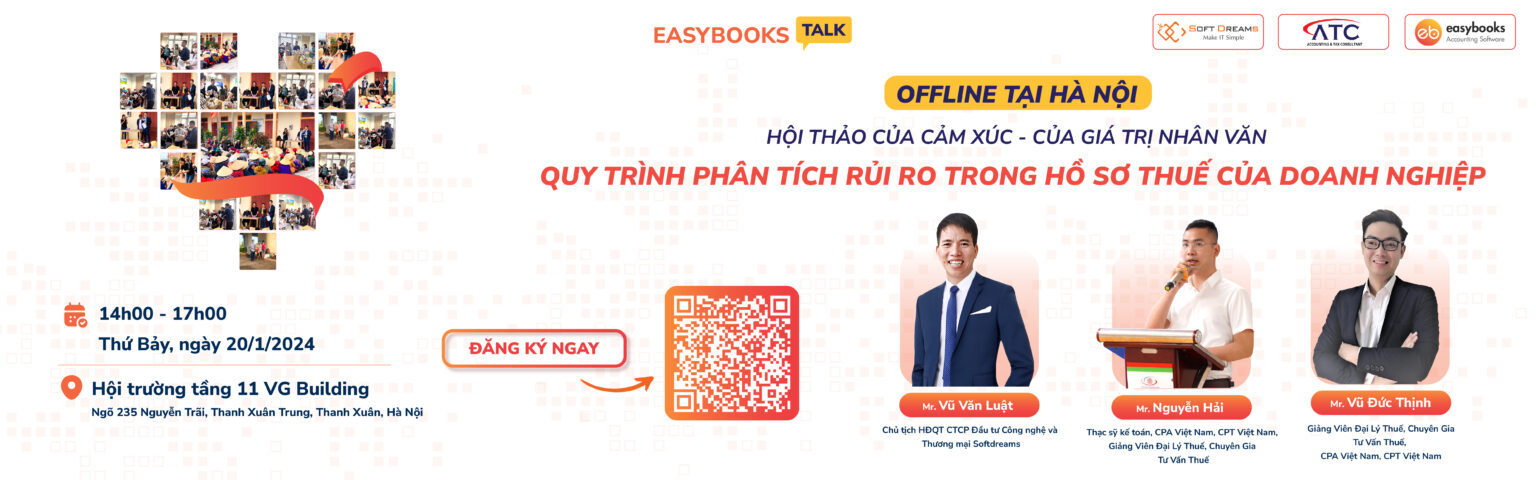 EASYBOOKS TALK
SOFT DREAMS
Make IT Simple
ATC
ACCOUNTING & TAX CONSULTANT
eb easybooks
Accounting Software
OFFLINE TẠI HÀ NỘI
HỘI THẢO CỦA CẢM XÚC - CỦA GIÁ TRỊ NHÂN VĂN
QUY TRÌNH PHÂN TÍCH RỦI RO TRONG HỒ SƠ THUẾ CỦA DOANH NGHIỆP
14h00 - 17h00
Thứ Bảy, ngày 20/1/2024
Hội trường tầng 11 VG Building
Ngõ 235 Nguyễn Trãi, Thanh Xuân Trung, Thanh Xuân, Hà Nội
ĐĂNG KÝ NGAY
Mr. Vũ Văn Luật
Chủ tịch HĐQT CTCP Đầu tư Công nghệ và
Thương mại Softdreams
Mr. Nguyễn Hải
Thạc sỹ kế toán, CPA Việt Nam, CPT Việt Nam,
Giảng Viên Đại Lý Thuế, Chuyên Gia
Tư Vấn Thuế
Mr. Vũ Đức Thịnh
Giảng Viên Đại Lý Thuế, Chuyên Gia
Tư Vấn Thuế,
CPA Việt Nam, CPT Việt Nam